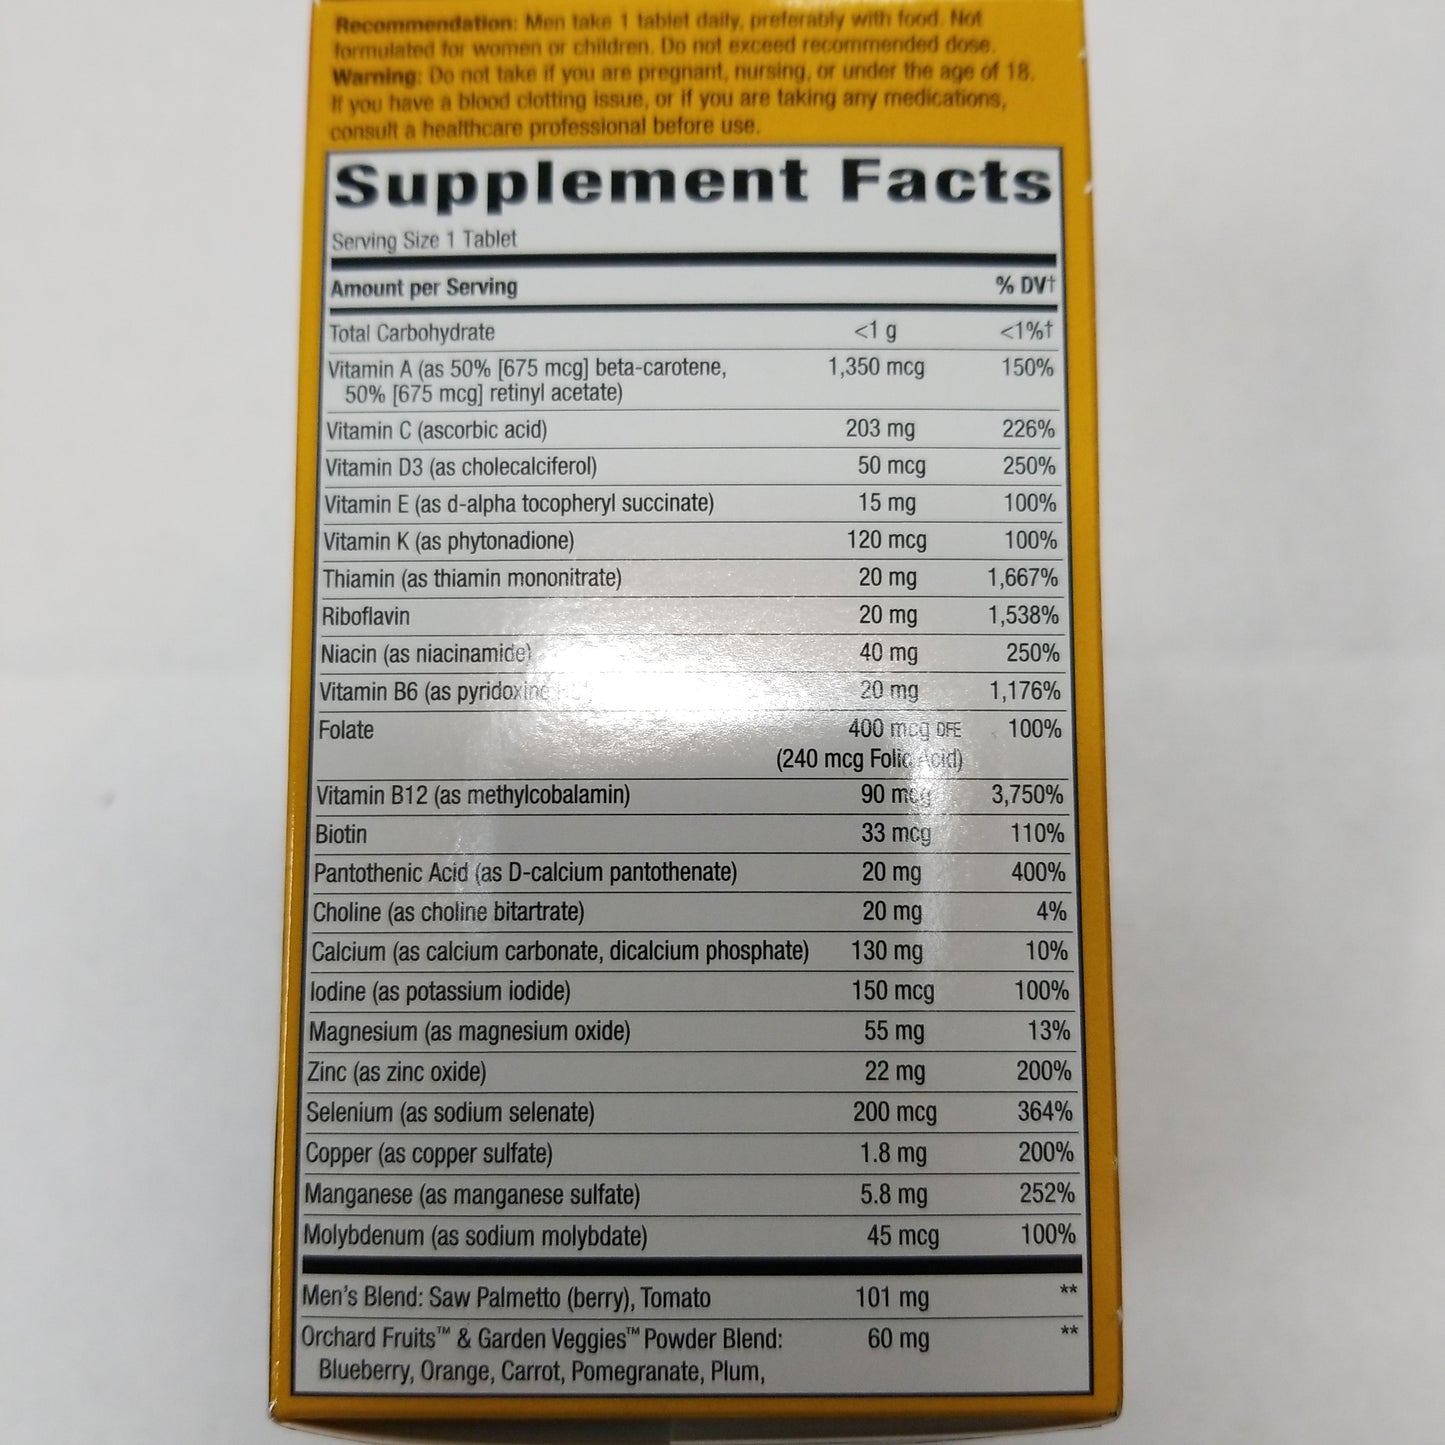 Recommendation: Men take 1 tablet daily, preferably with food. Not
formulated for women or children. Do not exceed recommended dose.
Warning: Do not take if you are pregnant, nursing, or under the age of 18.
If you have a blood clotting issue, or if you are taking any medications,
consult a healthcare professional before use.
Supplement Facts
Serving Size 1 Tablet
Amount per Serving % DV†
Total Carbohydrate <1 g <1%†
Vitamin A (as 50% [675 mcg] beta-carotene, 1,350 mcg 150%
50% [675 mcg] retinyl acetate)
Vitamin C (ascorbic acid) 203 mg 226%
Vitamin D3 (as cholecalciferol) 50 mcg 250%
Vitamin E (as d-alpha tocopheryl succinate) 15 mg 100%
Vitamin K (as phytonadione) 120 mcg 100%
Thiamin (as thiamin mononitrate) 20 mg 1,667%
Riboflavin 20 mg 1,538%
Niacin (as niacinamide) 40 mg 250%
Vitamin B6 (as pyridoxine 20 mg 1,176%
Folate 400 mcg DFE 100%
(240 mcg Folic Acid)
Vitamin B12 (as methylcobalamin) 90 mcg 3,750%
Biotin 33 mcg 110%
Pantothenic Acid (as D-calcium pantothenate) 20 mg 400%
Choline (as choline bitartrate) 20 mg 4%
Calcium (as calcium carbonate, dicalcium phosphate) 130 mg 10%
Iodine (as potassium iodide) 150 mcg 100%
Magnesium (as magnesium oxide) 55 mg 13%
Zinc (as zinc oxide) 22 mg 200%
Selenium (as sodium selenate) 200 mcg 364%
Copper (as copper sulfate) 1.8 mg 200%
Manganese (as manganese sulfate) 5.8 mg 252%
Molybdenum (as sodium molybdate) 45 mcg 100%
Men's Blend: Saw Palmetto (berry), Tomato 101 mg **
Orchard Fruits™ & Garden Veggies™ Powder Blend: 60 mg **
Blueberry, Orange, Carrot, Pomegranate, Plum,